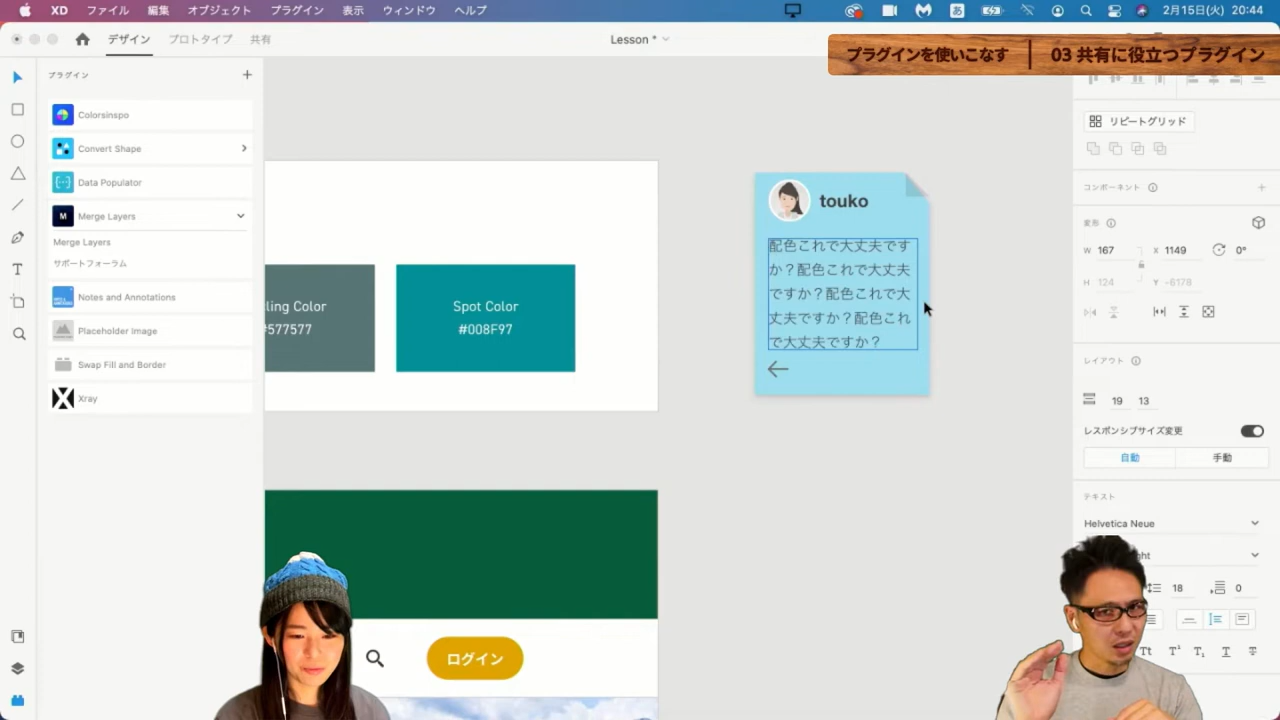 XD ファイル 編集 オブジェクト プラグイン 表示 ウィンドウ ヘルプ
あ
2月15日(火) 20:44
デザイン プロトタイプ 共有
Lesson *
プラグインを使いこなす
03 共有に役立つプラグイン
プラグイン
Colorsinspo
Convert Shape
Data Populator
M
Merge Layers
Merge Layers
サポートフォーラム
Notes and Annotations
Placeholder Image
Swap Fill and Border
Xray
T
ling Color
#577577
Spot Color
#008F97
touko
配色これで大丈夫です
か？配色これで大丈夫
ですか？配色これで大
丈夫ですか？配色これ
で大丈夫ですか？
ログイン
リピートグリッド
コンポーネント
変形
W 167 X 1149 0°
H 124 Y -6178
レイアウト
19 13
レスポンシブサイズ変更
自動 手動
テキスト
Helvetica Neue
ght
18 0
Tt T¹ T₁ T T